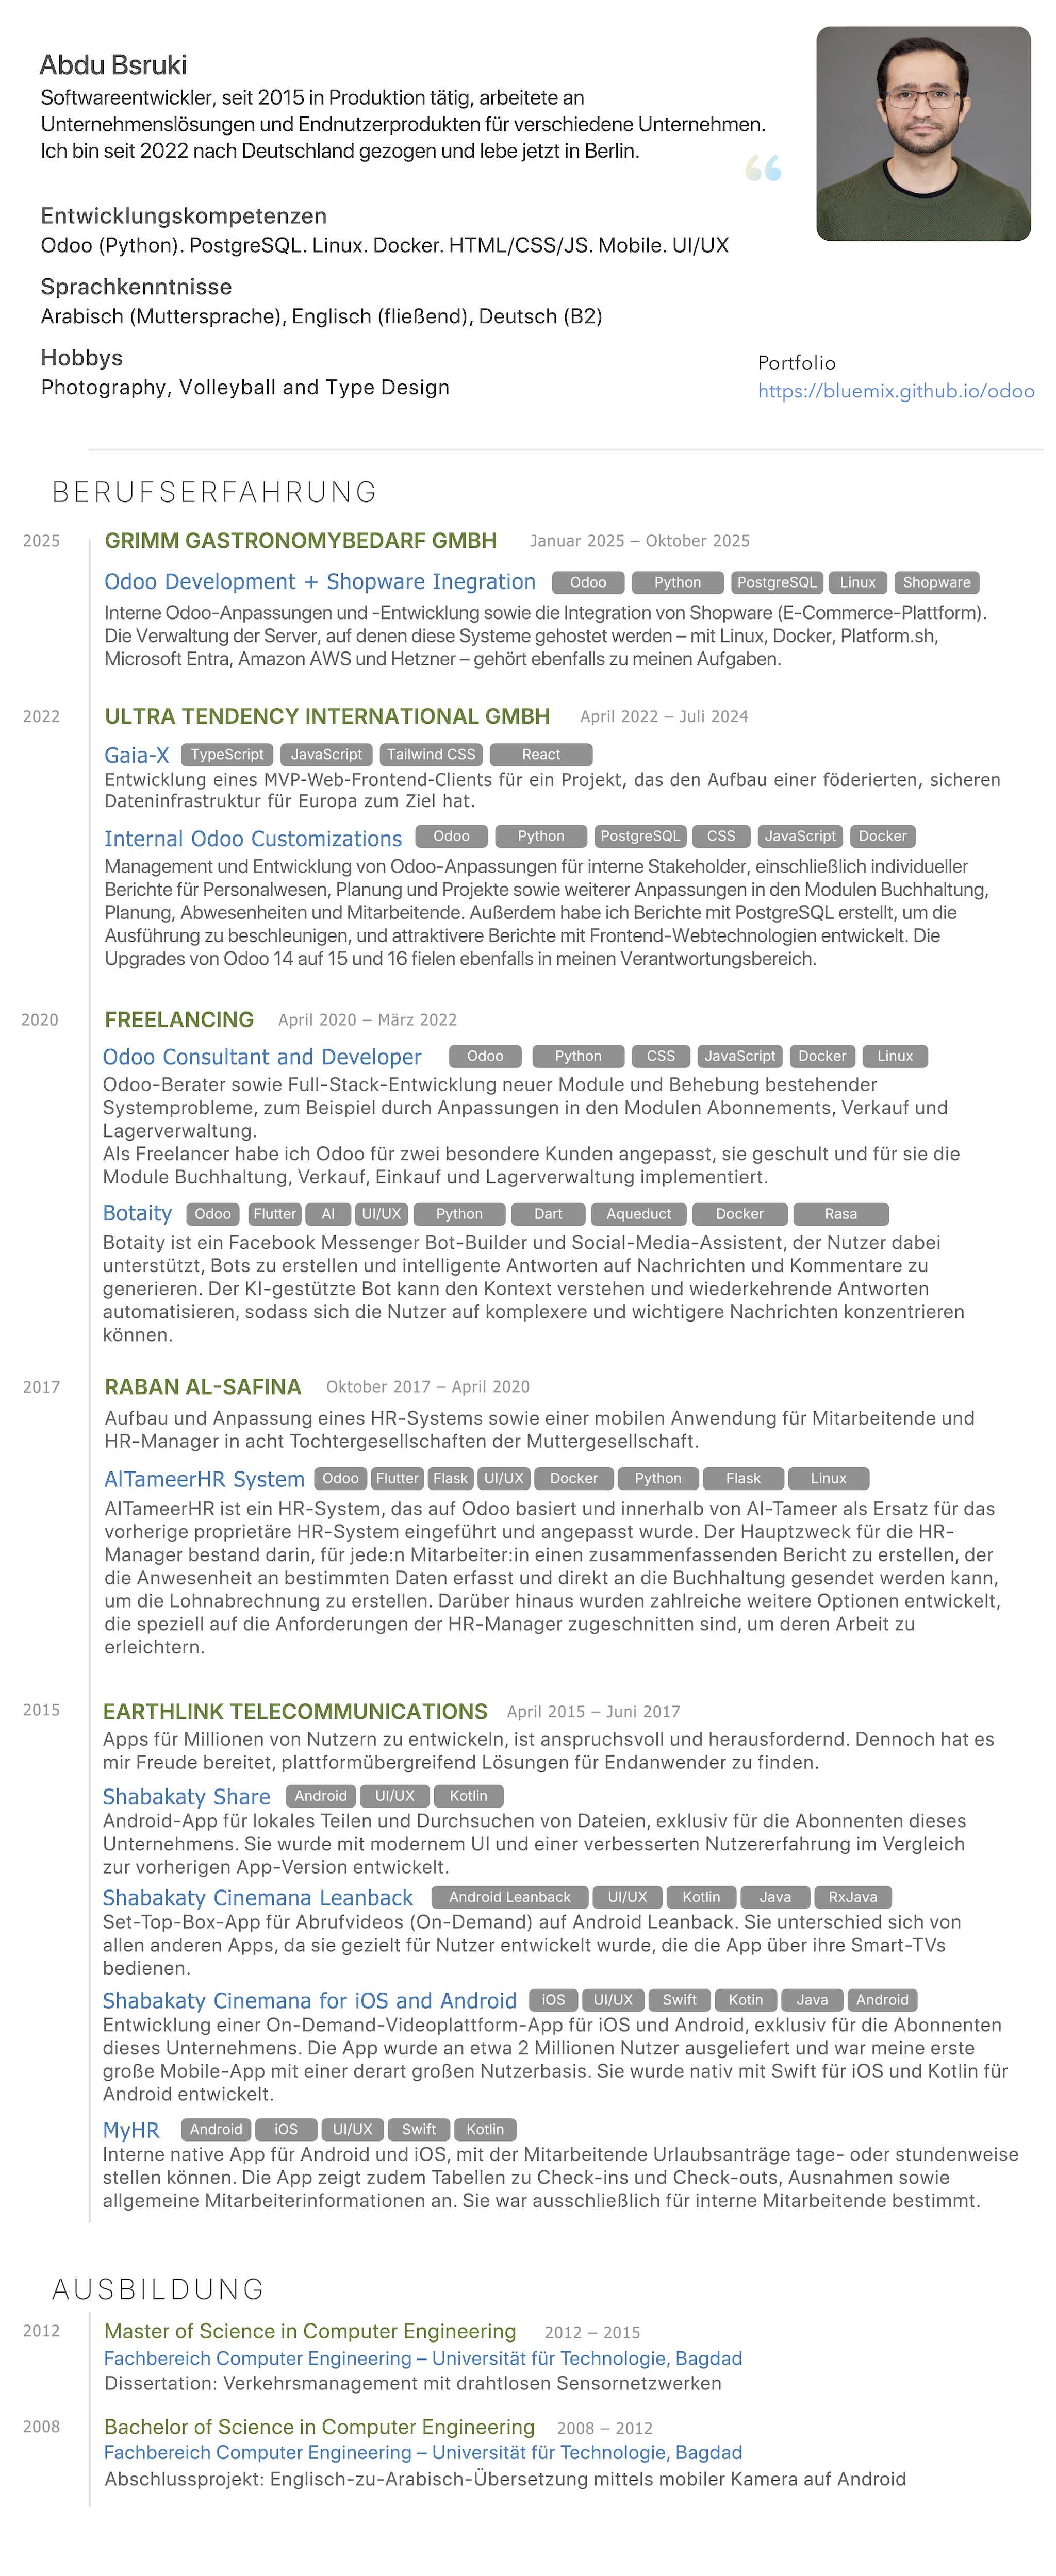 Abdu Bsruki
Softwareentwickler, seit 2015 in Produktion tätig, arbeitete an
Unternehmenslösungen und Endnutzerprodukten für verschiedene Unternehmen.
Ich bin seit 2022 nach Deutschland gezogen und lebe jetzt in Berlin.
“
Entwicklungskompetenzen
Odoo (Python). PostgreSQL. Linux. Docker. HTML/CSS/JS. Mobile. UI/UX
Sprachkenntnisse
Arabisch (Muttersprache), Englisch (fließend), Deutsch (B2)
Hobbys
Photography, Volleyball and Type Design
Portfolio
https://bluemix.github.io/odoo
BERUFSERFAHRUNG
2025 GRIMM GASTRONOMYBEDARF GMBH Januar 2025 – Oktober 2025
Odoo Development + Shopware Inegration Odoo Python PostgreSQL Linux Shopware
Interne Odoo-Anpassungen und -Entwicklung sowie die Integration von Shopware (E-Commerce-Plattform).
Die Verwaltung der Server, auf denen diese Systeme gehostet werden – mit Linux, Docker, Platform.sh,
Microsoft Entra, Amazon AWS und Hetzner – gehört ebenfalls zu meinen Aufgaben.
2022 ULTRA TENDENCY INTERNATIONAL GMBH April 2022 – Juli 2024
Gaia-X TypeScript JavaScript Tailwind CSS React
Entwicklung eines MVP-Web-Frontend-Clients für ein Projekt, das den Aufbau einer föderierten, sicheren
Dateninfrastruktur für Europa zum Ziel hat.
Internal Odoo Customizations Odoo Python PostgreSQL CSS JavaScript Docker
Management und Entwicklung von Odoo-Anpassungen für interne Stakeholder, einschließlich individueller
Berichte für Personalwesen, Planung und Projekte sowie weiterer Anpassungen in den Modulen Buchhaltung,
Planung, Abwesenheiten und Mitarbeitende. Außerdem habe ich Berichte mit PostgreSQL erstellt, um die
Ausführung zu beschleunigen, und attraktivere Berichte mit Frontend-Webtechnologien entwickelt. Die
Upgrades von Odoo 14 auf 15 und 16 fielen ebenfalls in meinen Verantwortungsbereich.
2020 FREELANCING April 2020 – März 2022
Odoo Consultant and Developer Odoo Python CSS JavaScript Docker Linux
Odoo-Berater sowie Full-Stack-Entwicklung neuer Module und Behebung bestehender
Systemprobleme, zum Beispiel durch Anpassungen in den Modulen Abonnements, Verkauf und
Lagerverwaltung.
Als Freelancer habe ich Odoo für zwei besondere Kunden angepasst, sie geschult und für sie die
Module Buchhaltung, Verkauf, Einkauf und Lagerverwaltung implementiert.
Botaity Odoo Flutter AI UI/UX Python Dart Aqueduct Docker Rasa
Botaity ist ein Facebook Messenger Bot-Builder und Social-Media-Assistent, der Nutzer dabei
unterstützt, Bots zu erstellen und intelligente Antworten auf Nachrichten und Kommentare zu
generieren. Der KI-gestützte Bot kann den Kontext verstehen und wiederkehrende Antworten
automatisieren, sodass sich die Nutzer auf komplexere und wichtigere Nachrichten konzentrieren
können.
2017 RABAN AL-SAFINA Oktober 2017 – April 2020
Aufbau und Anpassung eines HR-Systems sowie einer mobilen Anwendung für Mitarbeitende und
HR-Manager in acht Tochtergesellschaften der Muttergesellschaft.
AlTameerHR System Odoo Flutter Flask UI/UX Docker Python Flask Linux
AlTameerHR ist ein HR-System, das auf Odoo basiert und innerhalb von Al-Tameer als Ersatz für das
vorherige proprietäre HR-System eingeführt und angepasst wurde. Der Hauptzweck für die HR-
Manager bestand darin, für jede:n Mitarbeiter:in einen zusammenfassenden Bericht zu erstellen, der
die Anwesenheit an bestimmten Daten erfasst und direkt an die Buchhaltung gesendet werden kann,
um die Lohnabrechnung zu erstellen. Darüber hinaus wurden zahlreiche weitere Optionen entwickelt,
die speziell auf die Anforderungen der HR-Manager zugeschnitten sind, um deren Arbeit zu
erleichtern.
2015 EARTHLINK TELECOMMUNICATIONS April 2015 – Juni 2017
Apps für Millionen von Nutzern zu entwickeln, ist anspruchsvoll und herausfordernd. Dennoch hat es
mir Freude bereitet, plattformübergreifend Lösungen für Endanwender zu finden.
Shabakaty Share Android UI/UX Kotlin
Android-App für lokales Teilen und Durchsuchen von Dateien, exklusiv für die Abonnenten dieses
Unternehmens. Sie wurde mit modernem UI und einer verbesserten Nutzererfahrung im Vergleich
zur vorherigen App-Version entwickelt.
Shabakaty Cinemana Leanback Android Leanback UI/UX Kotlin Java RxJava
Set-Top-Box-App für Abrufvideos (On-Demand) auf Android Leanback. Sie unterschied sich von
allen anderen Apps, da sie gezielt für Nutzer entwickelt wurde, die die App über ihre Smart-TVs
bedienen.
Shabakaty Cinemana for iOS and Android iOS UI/UX Swift Kotin Java Android
Entwicklung einer On-Demand-Videoplattform-App für iOS und Android, exklusiv für die Abonnenten
dieses Unternehmens. Die App wurde an etwa 2 Millionen Nutzer ausgeliefert und war meine erste
große Mobile-App mit einer derart großen Nutzerbasis. Sie wurde nativ mit Swift für iOS und Kotlin für
Android entwickelt.
MyHR Android iOS UI/UX Swift Kotlin
Interne native App für Android und iOS, mit der Mitarbeitende Urlaubsanträge tage- oder stundenweise
stellen können. Die App zeigt zudem Tabellen zu Check-ins und Check-outs, Ausnahmen sowie
allgemeine Mitarbeiterinformationen an. Sie war ausschließlich für interne Mitarbeitende bestimmt.
AUSBILDUNG
2012 Master of Science in Computer Engineering 2012 – 2015
Fachbereich Computer Engineering – Universität für Technologie, Bagdad
Dissertation: Verkehrsmanagement mit drahtlosen Sensornetzwerken
2008 Bachelor of Science in Computer Engineering 2008 – 2012
Fachbereich Computer Engineering – Universität für Technologie, Bagdad
Abschlussprojekt: Englisch-zu-Arabisch-Übersetzung mittels mobiler Kamera auf Android